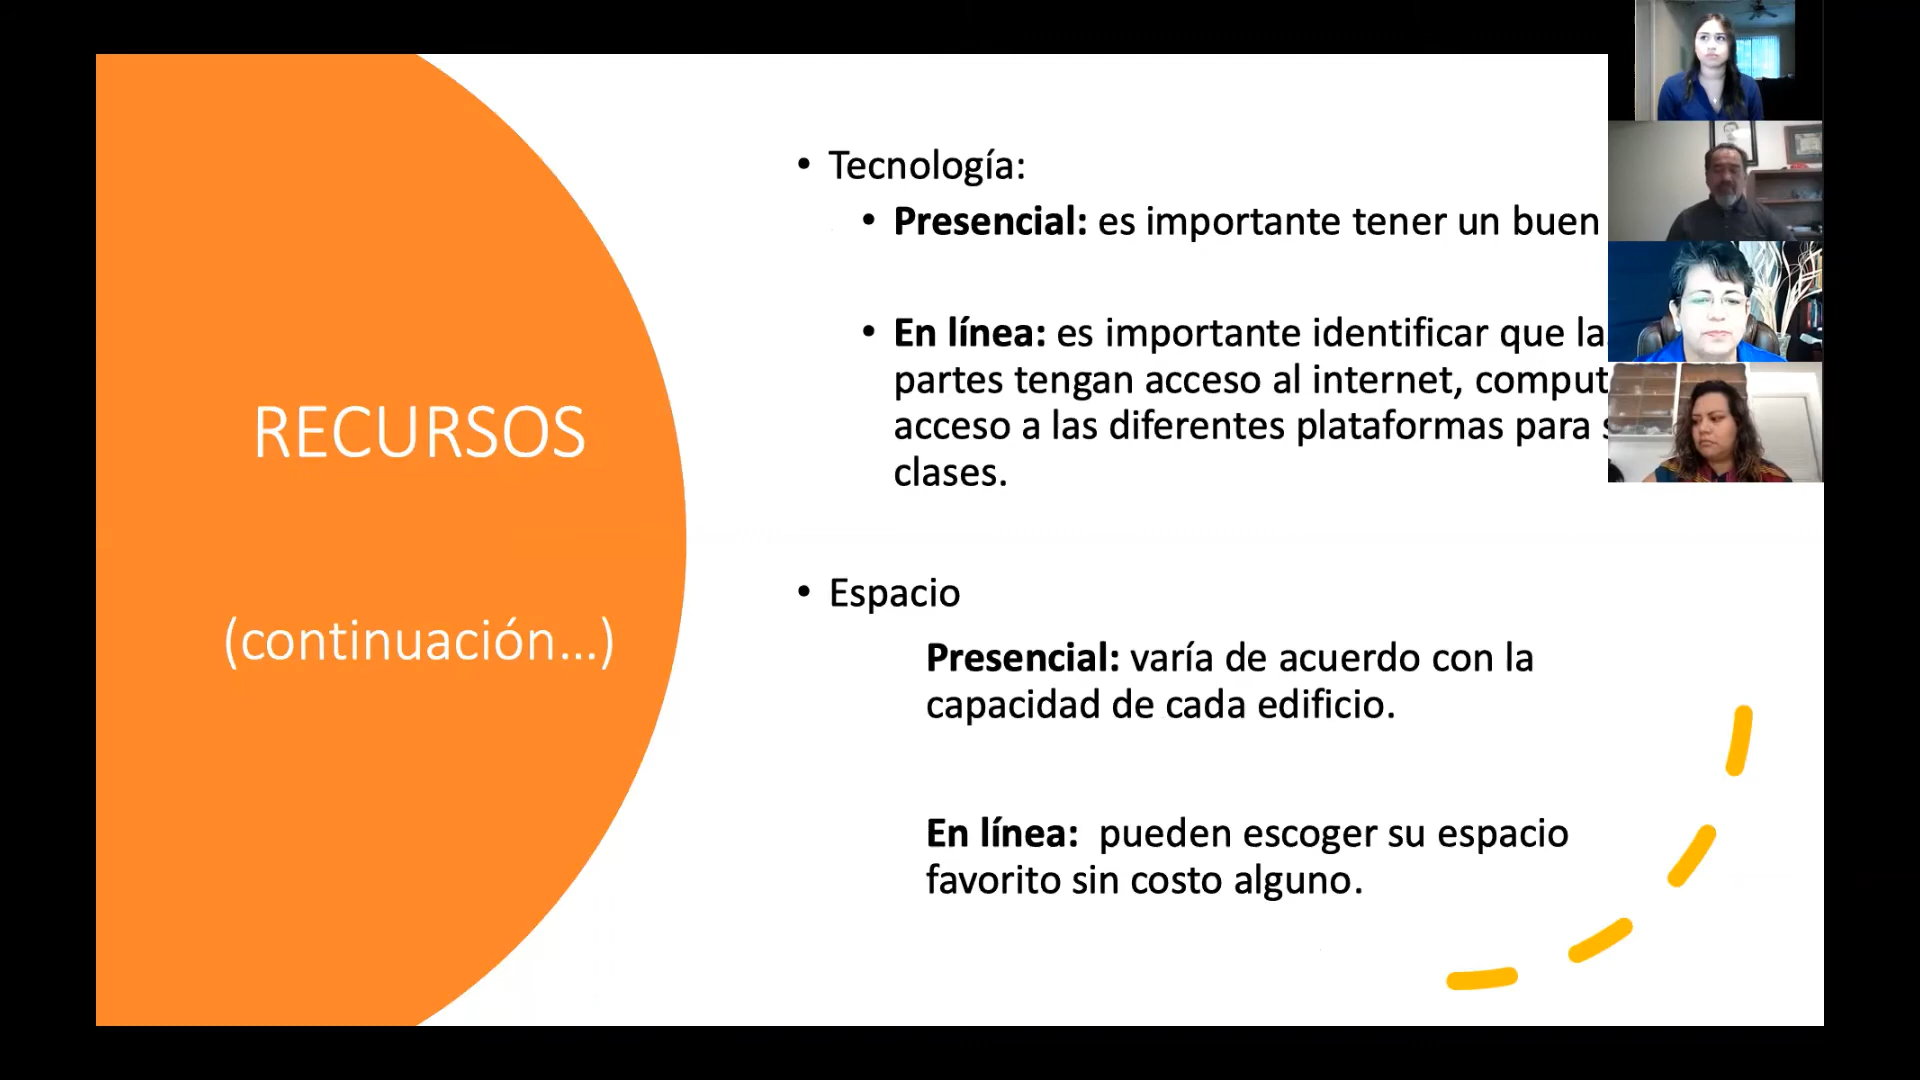 RECURSOS
(continuación...)
• Tecnología:
• Presencial: es importante tener un buen
• En línea: es importante identificar que
partes tengan acceso al internet,
acceso a las diferentes plataformas para
clases.
• Espacio
Presencial: varía de acuerdo con la
capacidad de cada edificio.
En línea: pueden escoger su espacio
favorito sin costo alguno.